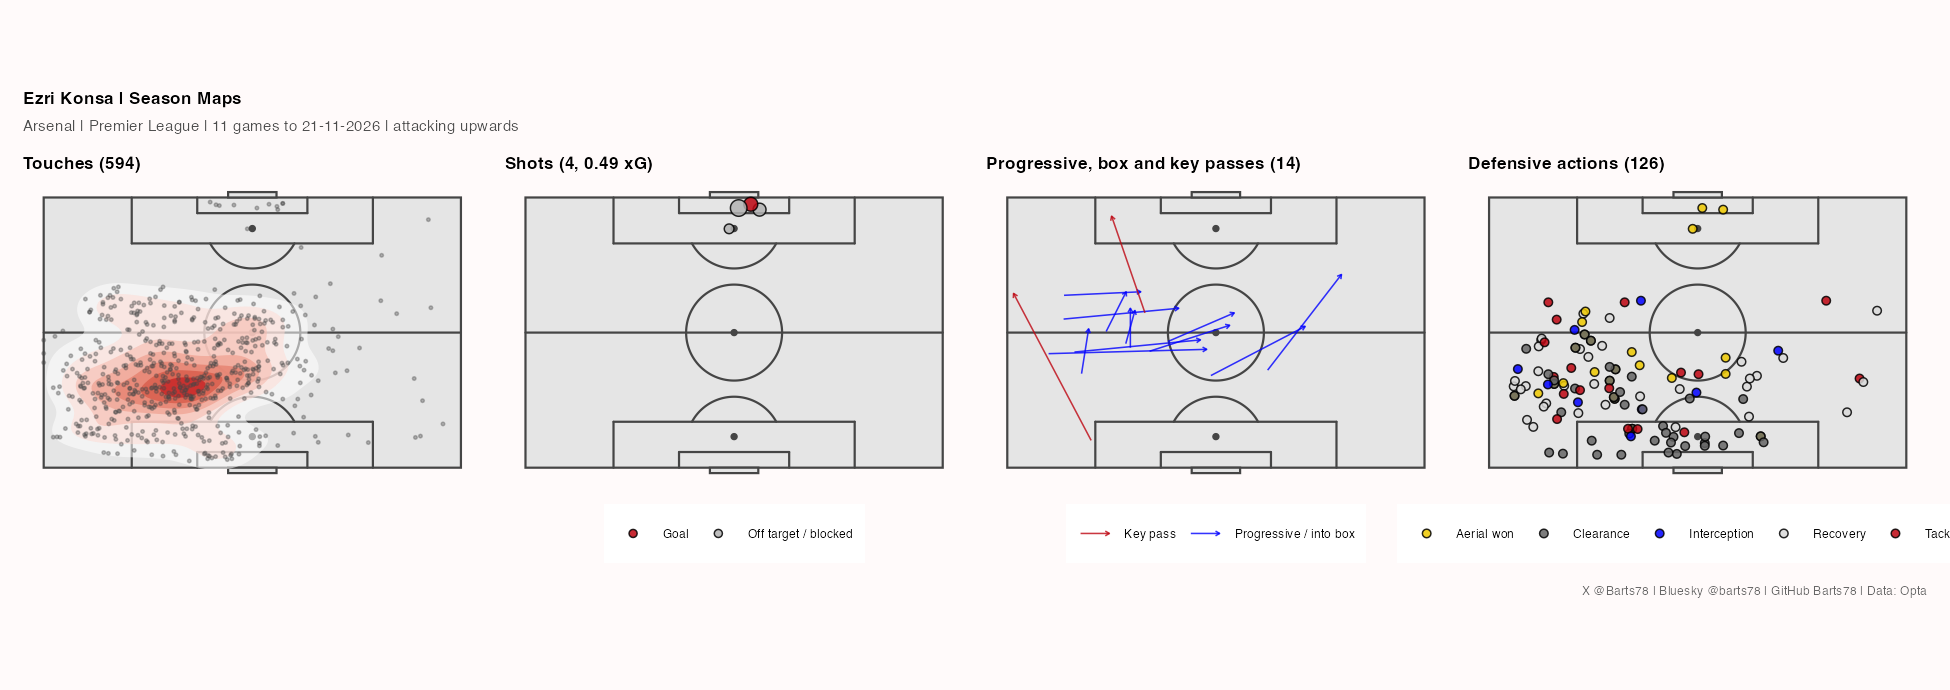 Ezri Konsa | Season Maps
Arsenal | Premier League | 11 games to 21-11-2026 | attacking upwards
Touches (594)
Shots (4, 0.49 xG)
Progressive, box and key passes (14)
Defensive actions (126)
Goal
Off target / blocked
Key pass
Progressive / into box
Aerial won
Clearance
Interception
Recovery
Tack
X @Barts78 | Bluesky @barts78 | GitHub Barts78 | Data: Opta